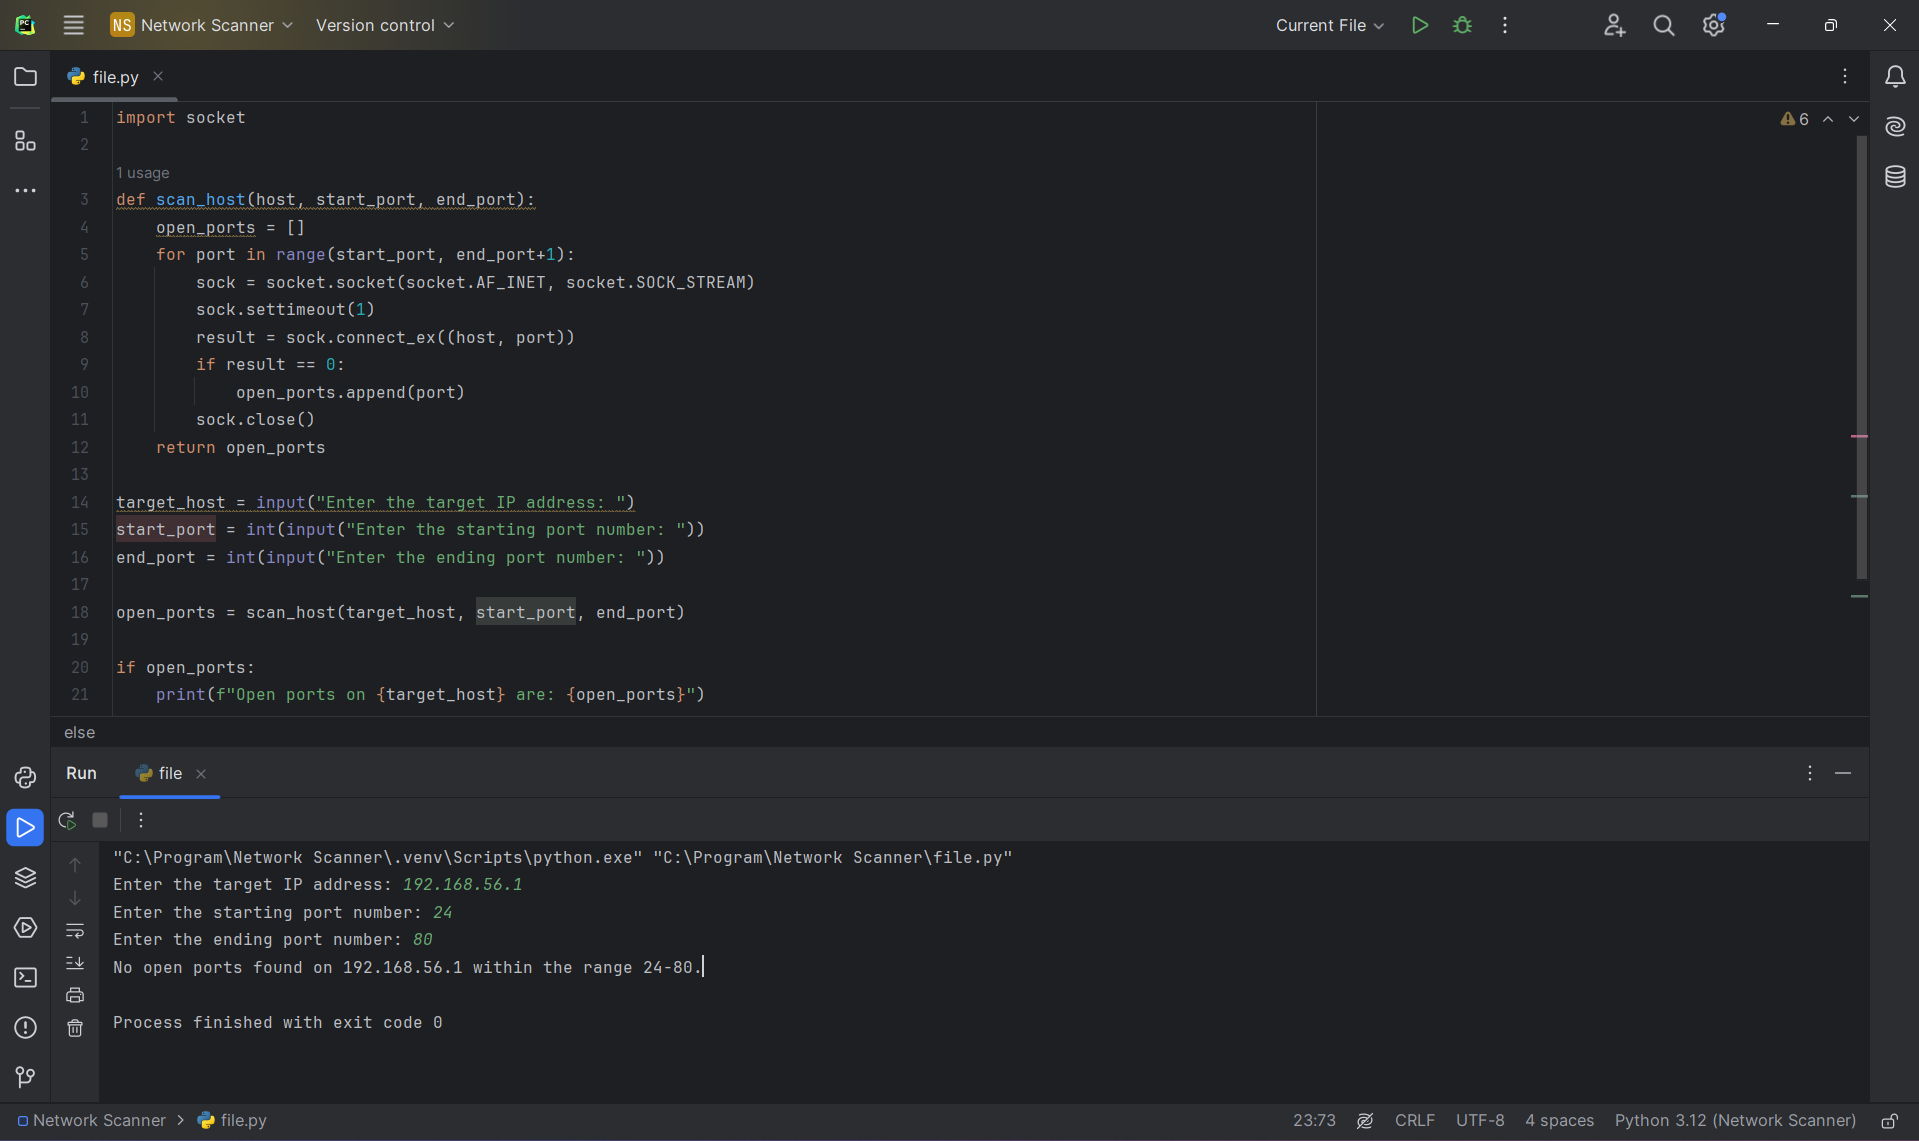 NS Network Scanner Version control Current File
file.py
6
1 import socket
2
1 usage
3 def scan_host(host, start_port, end_port):
4 open_ports = []
5 for port in range(start_port, end_port+1):
6 sock = socket.socket(socket.AF_INET, socket.SOCK_STREAM)
7 sock.settimeout(1)
8 result = sock.connect_ex((host, port))
9 if result == 0:
10 open_ports.append(port)
11 sock.close()
12 return open_ports
13
14 target_host = input("Enter the target IP address: ")
15 start_port = int(input("Enter the starting port number: "))
16 end_port = int(input("Enter the ending port number: "))
17
18 open_ports = scan_host(target_host, start_port, end_port)
19
20 if open_ports:
21 print(f"Open ports on {target_host} are: {open_ports}")
else
Run file
"C:\Program\Network Scanner\.venv\Scripts\python.exe" "C:\Program\Network Scanner\file.py"
Enter the target IP address: 192.168.56.1
Enter the starting port number: 24
Enter the ending port number: 80
No open ports found on 192.168.56.1 within the range 24-80.
Process finished with exit code 0
Network Scanner > file.py 23:73 CRLF UTF-8 4 spaces Python 3.12 (Network Scanner)